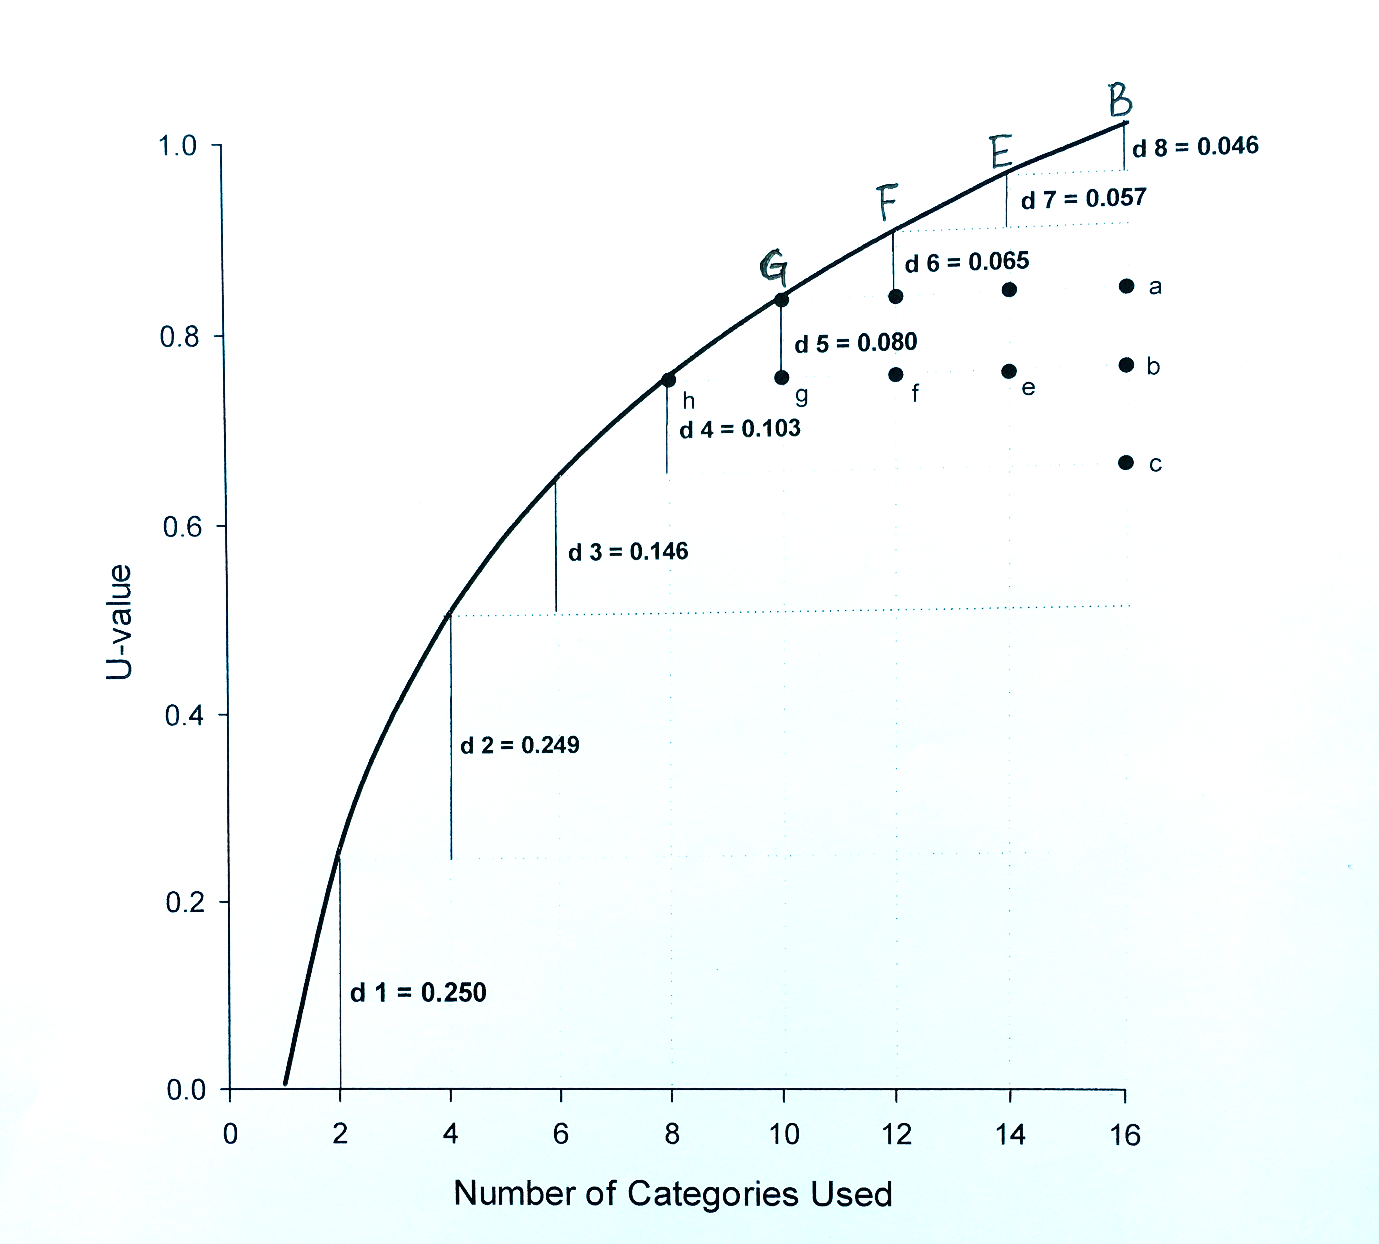 B
1.0
E
d 8 = 0.046
d 7 = 0.057
F
d 6 = 0.065
G
a
0.8
d 5 = 0.080
b
h
g
f
e
d 4 = 0.103
c
0.6
d 3 = 0.146
U-value
0.4
d 2 = 0.249
0.2
d 1 = 0.250
0.0
0 2 4 6 8 10 12 14 16
Number of Categories Used